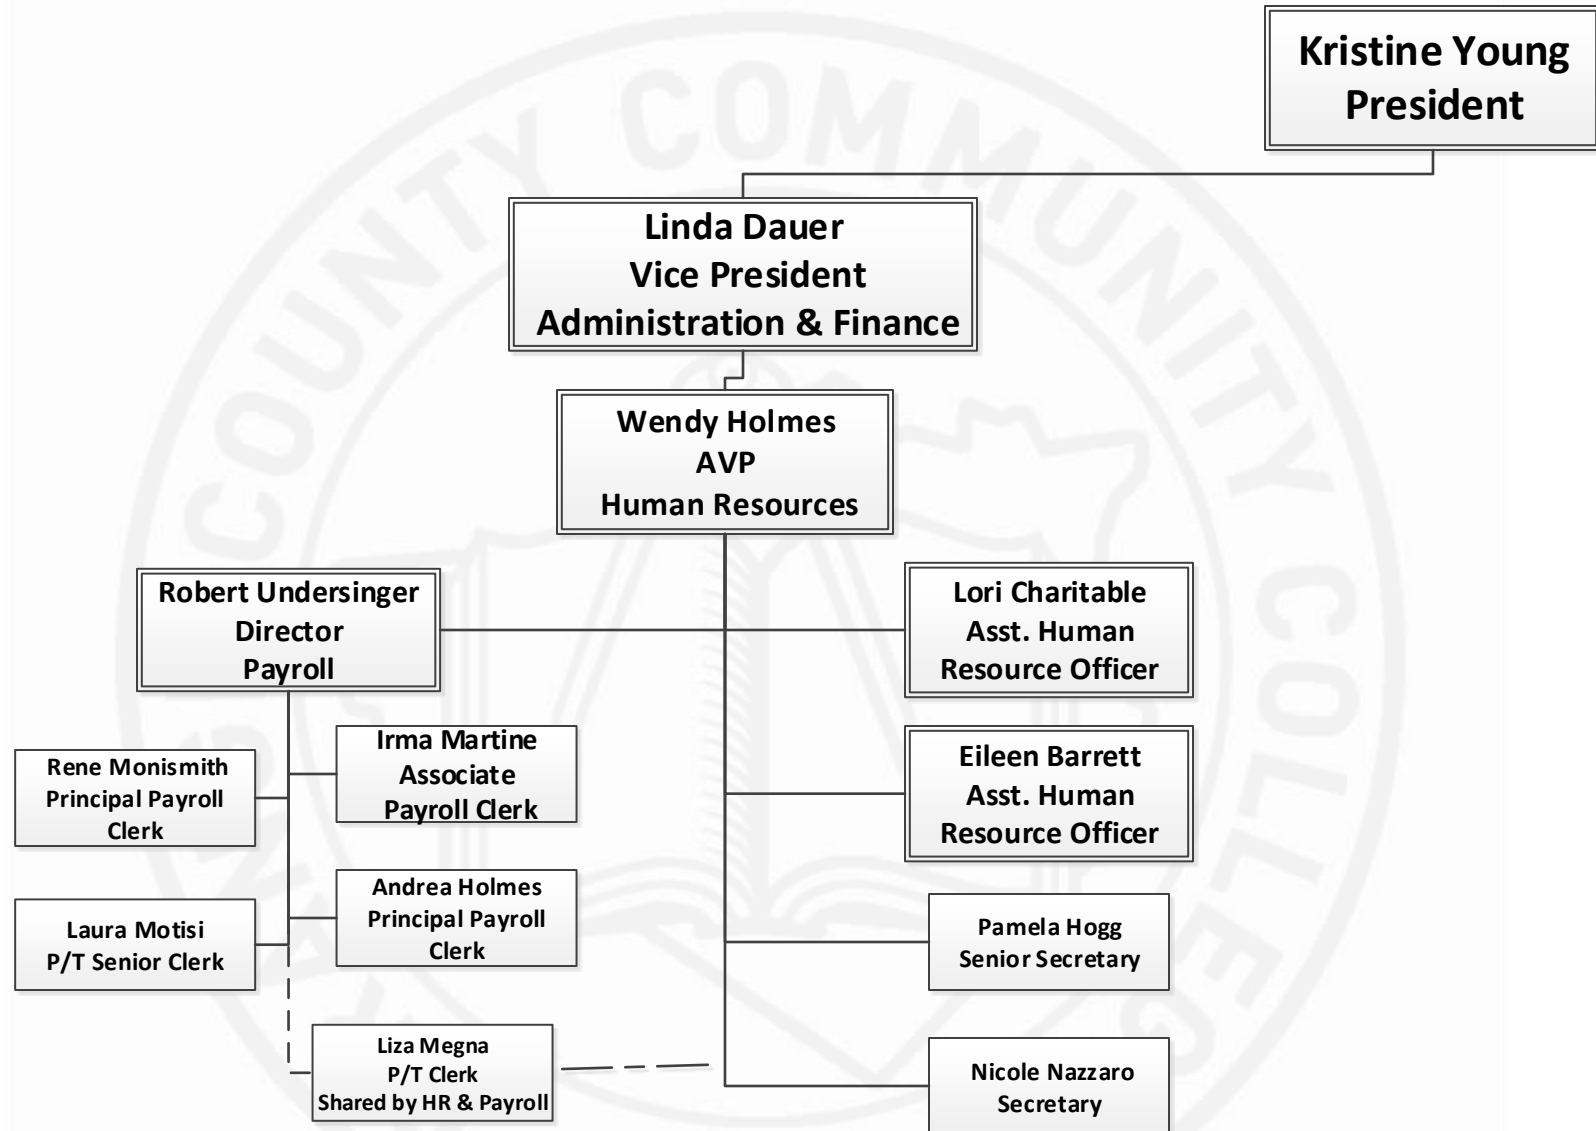 Kristine Young
President
Linda Dauer
Vice President
Administration & Finance
Wendy Holmes
AVP
Human Resources
Robert Undersinger
Director
Payroll
Lori Charitable
Asst. Human
Resource Officer
Irma Martine
Associate
Payroll Clerk
Rene Monismith
Principal Payroll
Clerk
Eileen Barrett
Asst. Human
Resource Officer
Andrea Holmes
Principal Payroll
Clerk
Laura Motisi
P/T Senior Clerk
Pamela Hogg
Senior Secretary
Liza Megna
P/T Clerk
Shared by HR & Payroll
Nicole Nazzaro
Secretary
COUNTY COMMUNITY